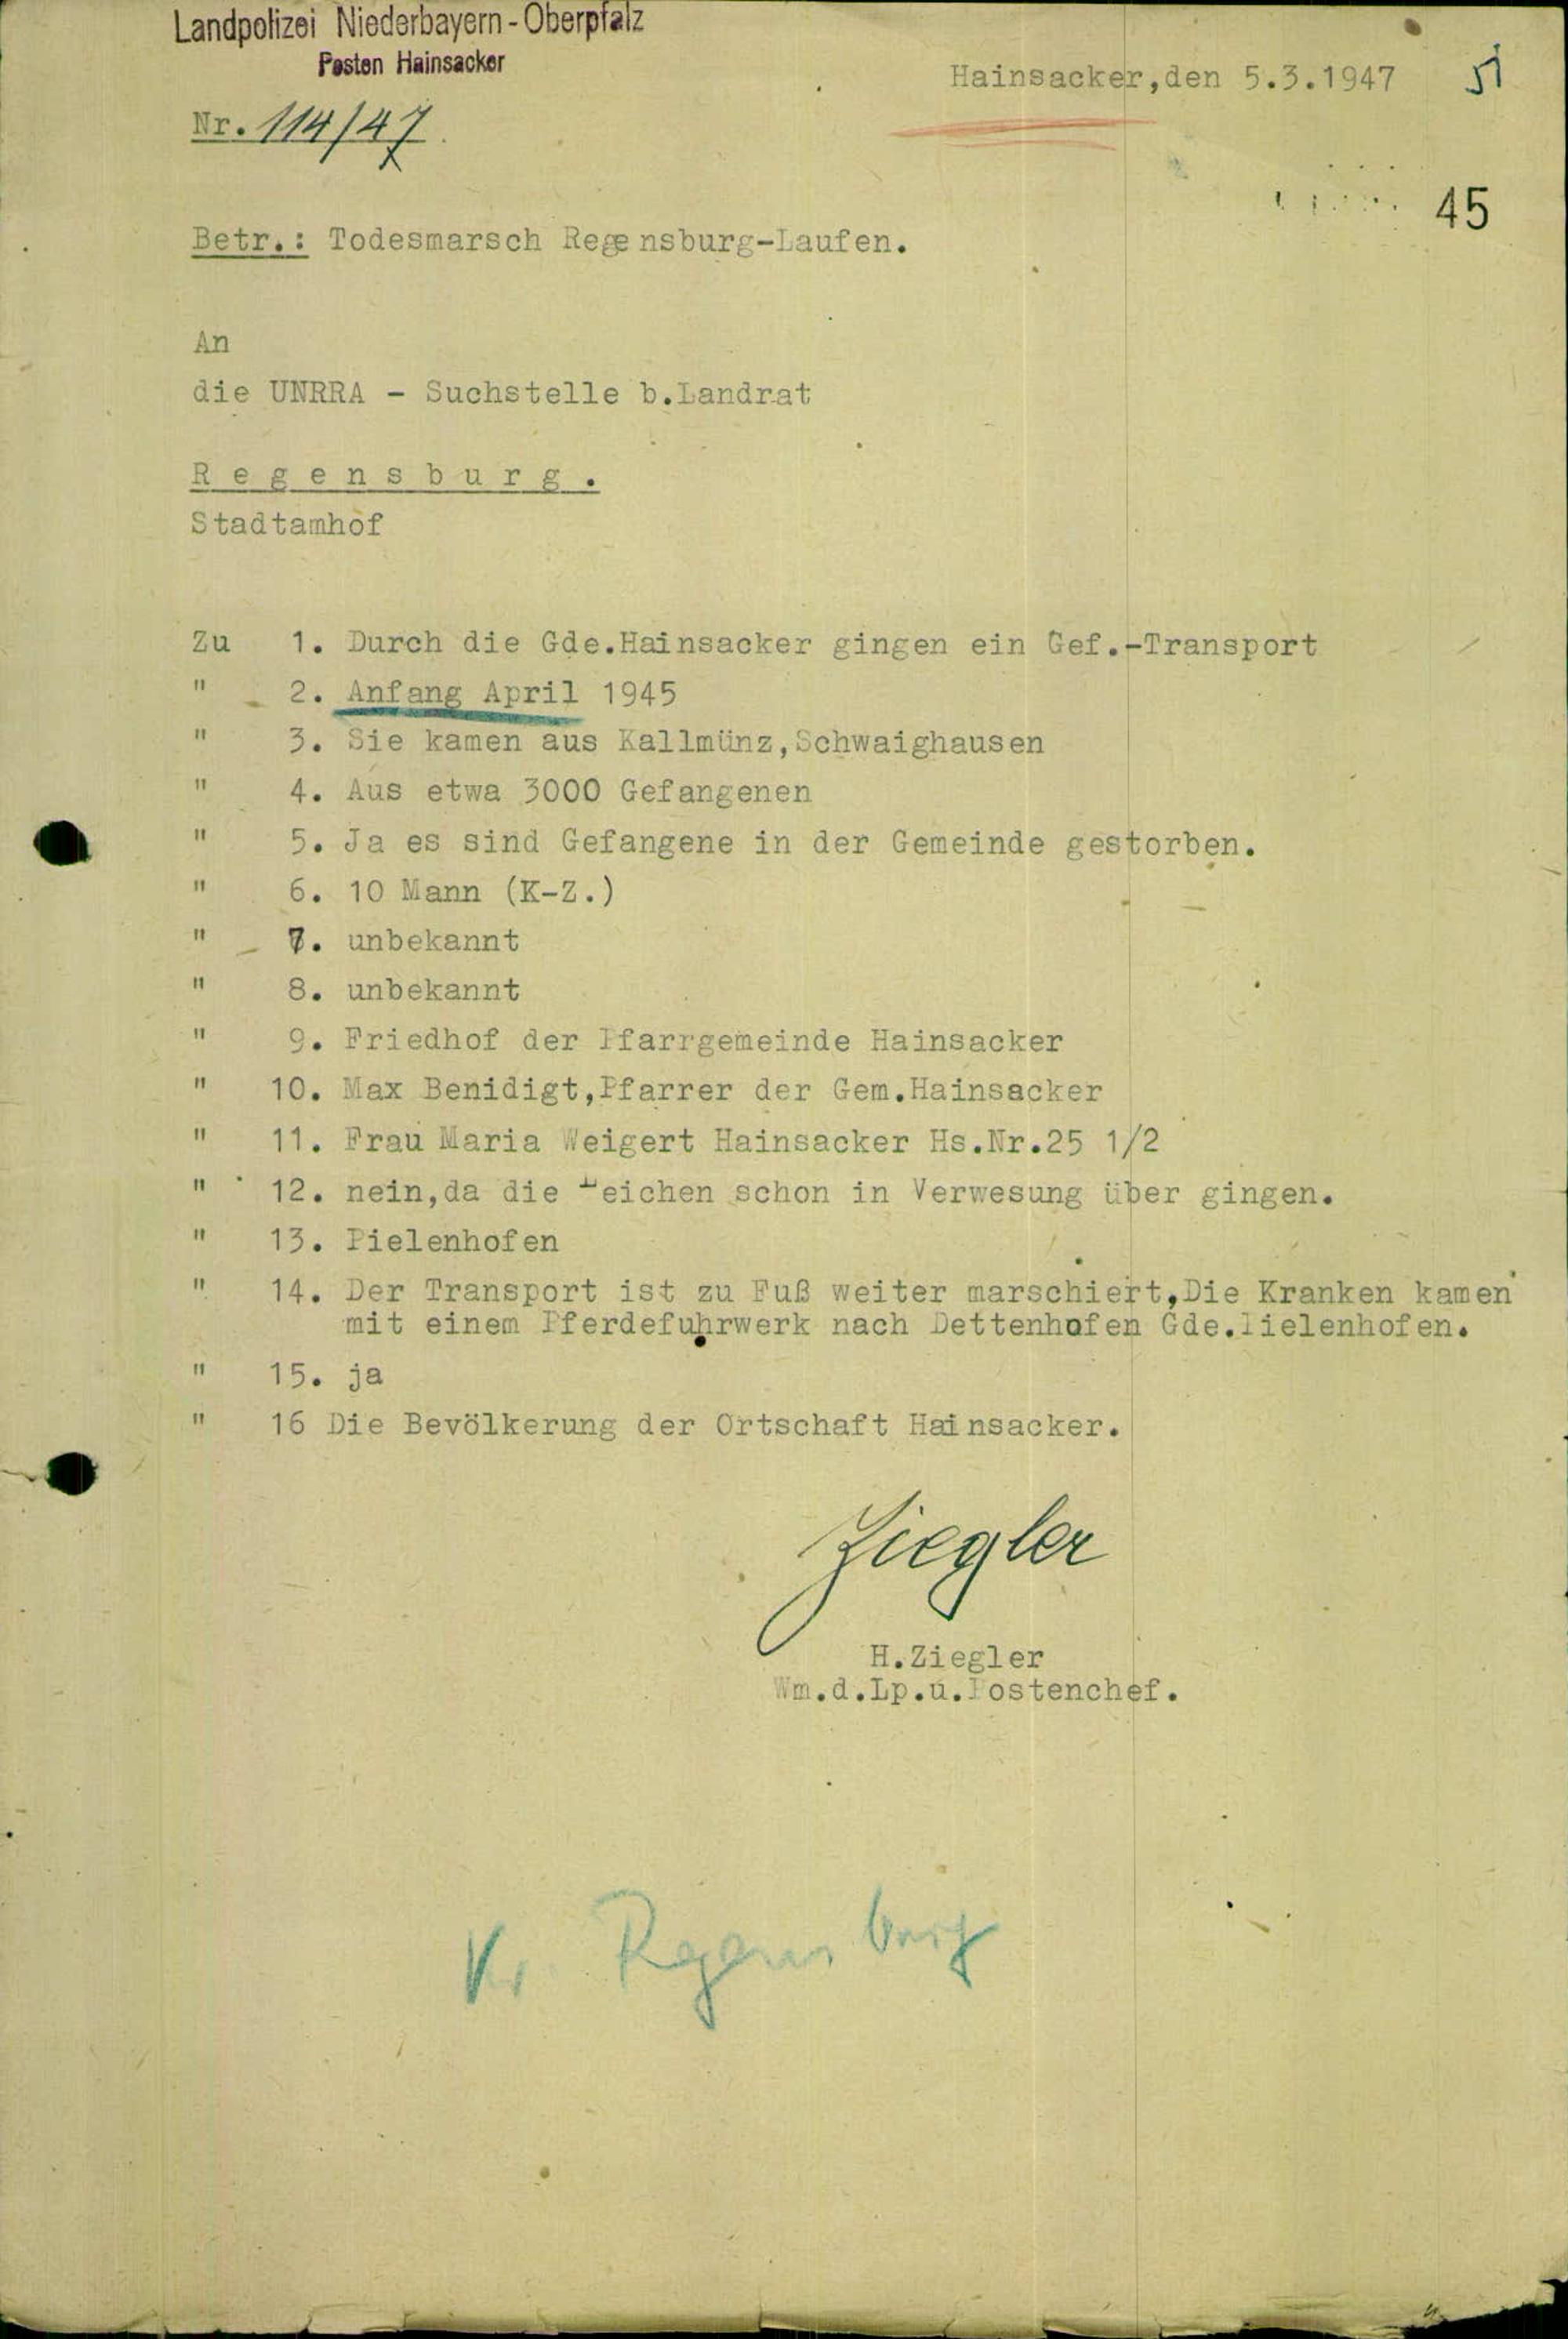 Landpolizei Niederbayern-Oberpfalz
Posten Hainsacker
Hainsacker,den 5.3.1947
Nr. 114/47
45
Betr.: Todesmarsch Regensburg-Laufen.
An
die UNRRA - Suchstelle b.Landrat
R e g e n s b u r g .
Stadtamhof
Zu 1. Durch die Gde.Hainsacker gingen ein Gef.-Transport
" 2. Anfang April 1945
" 3. Sie kamen aus Kallmünz,Schwaighausen
" 4. Aus etwa 3000 Gefangenen
" 5. Ja es sind Gefangene in der Gemeinde gestorben.
" 6. 10 Mann (K-Z.)
" 7. unbekannt
" 8. unbekannt
" 9. Friedhof der Pfarrgemeinde Hainsacker
" 10. Max Benidigt,Pfarrer der Gem.Hainsacker
" 11. Frau Maria Weigert Hainsacker Hs.Nr.25 1/2
" 12. nein,da die Leichen schon in Verwesung über gingen.
" 13. Pielenhofen
" 14. Der Transport ist zu Fuß weiter marschiert,Die Kranken kamen
mit einem Pferdefuhrwerk nach Dettenhofen Gde.Pielenhofen.
" 15. ja
" 16 Die Bevölkerung der Ortschaft Hainsacker.
Ziegler
H.Ziegler
Wm.d.Lp.u.Postenchef.
Kr. Regensburg